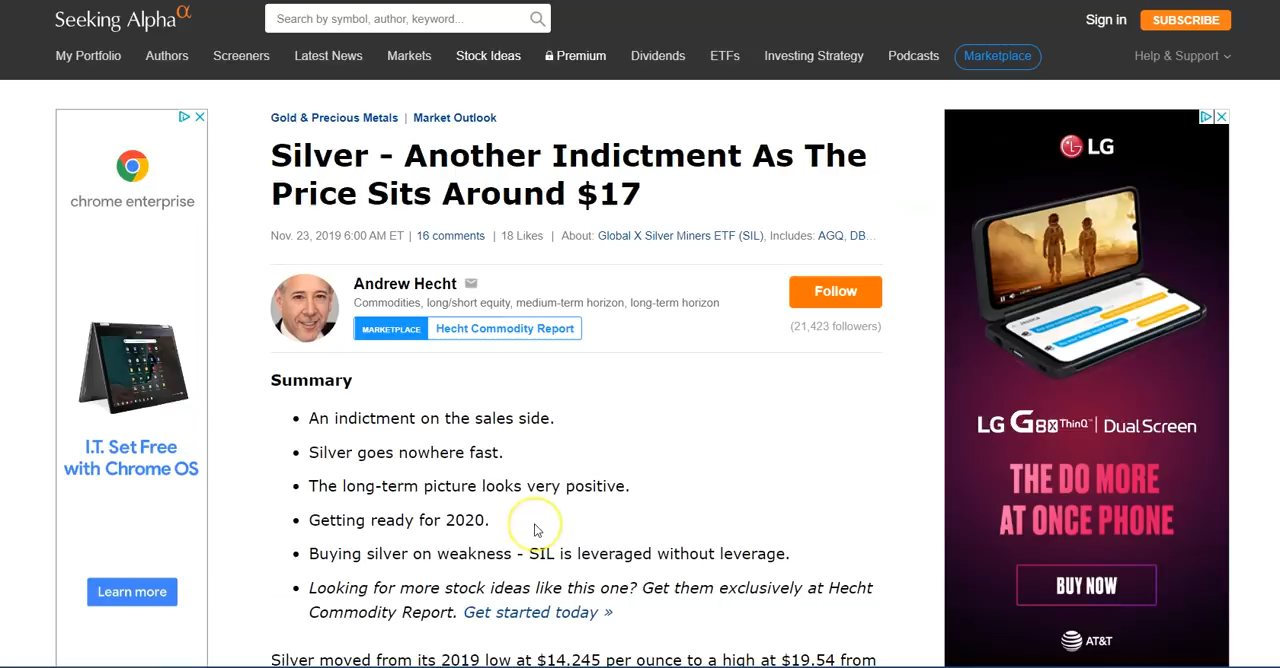 Seeking Alpha α
Search by symbol, author, keyword...
Sign in
SUBSCRIBE
My Portfolio
Authors
Screeners
Latest News
Markets
Stock Ideas
Premium
Dividends
ETFs
Investing Strategy
Podcasts
Marketplace
Help & Support
chrome enterprise
I.T. Set Free
with Chrome OS
Learn more
Gold & Precious Metals | Market Outlook
Silver - Another Indictment As The
Price Sits Around $17
Nov. 23, 2019 6:00 AM ET | 16 comments | 18 Likes | About: Global X Silver Miners ETF (SIL), Includes: AGQ, DB...
Andrew Hecht
Commodities, long/short equity, medium-term horizon, long-term horizon
MARKETPLACE Hecht Commodity Report
Follow
(21,423 followers)
Summary
• An indictment on the sales side.
• Silver goes nowhere fast.
• The long-term picture looks very positive.
• Getting ready for 2020.
• Buying silver on weakness - SIL is leveraged without leverage.
• Looking for more stock ideas like this one? Get them exclusively at Hecht
Commodity Report. Get started today »
Silver moved from its 2019 low at $14.245 per ounce to a high at $19.54 from
LG
LG G8X ThinQ™ | Dual Screen
THE DO MORE
AT ONCE PHONE
BUY NOW
AT&T